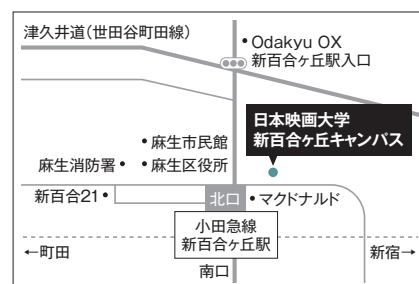 津久井道(世田谷町田線)
• Odakyu OX
新百合ヶ丘駅入口
日本映画大学
新百合ヶ丘キャンパス
• 麻生市民館
麻生消防署 • • 麻生区役所
新百合21 •
北口 • マクドナルド
小田急線
新百合ヶ丘駅
←町田
新宿→
南口